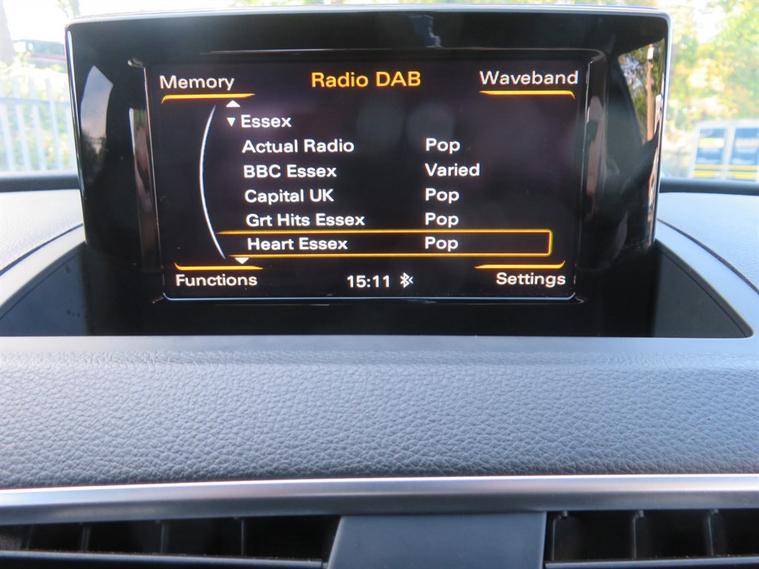 Memory Radio DAB Waveband
Essex
Actual Radio Pop
BBC Essex Varied
Capital UK Pop
Grt Hits Essex Pop
Heart Essex Pop
Functions 15:11 Settings